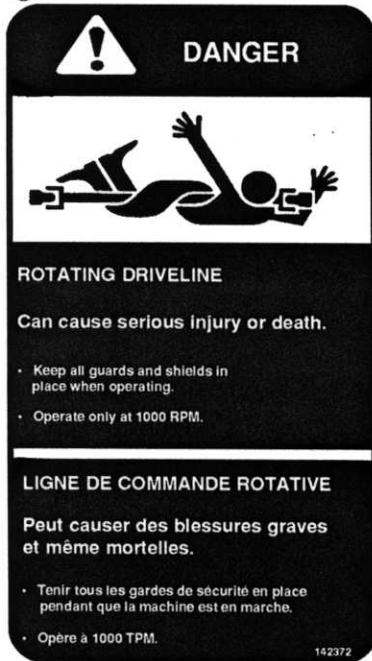 DANGER
ROTATING DRIVELINE
Can cause serious injury or death.
• Keep all guards and shields in
place when operating.
• Operate only at 1000 RPM.
LIGNE DE COMMANDE ROTATIVE
Peut causer des blessures graves
et même mortelles.
• Tenir tous les gardes de sécurité en place
pendant que la machine est en marche.
• Opère à 1000 TPM.
142372